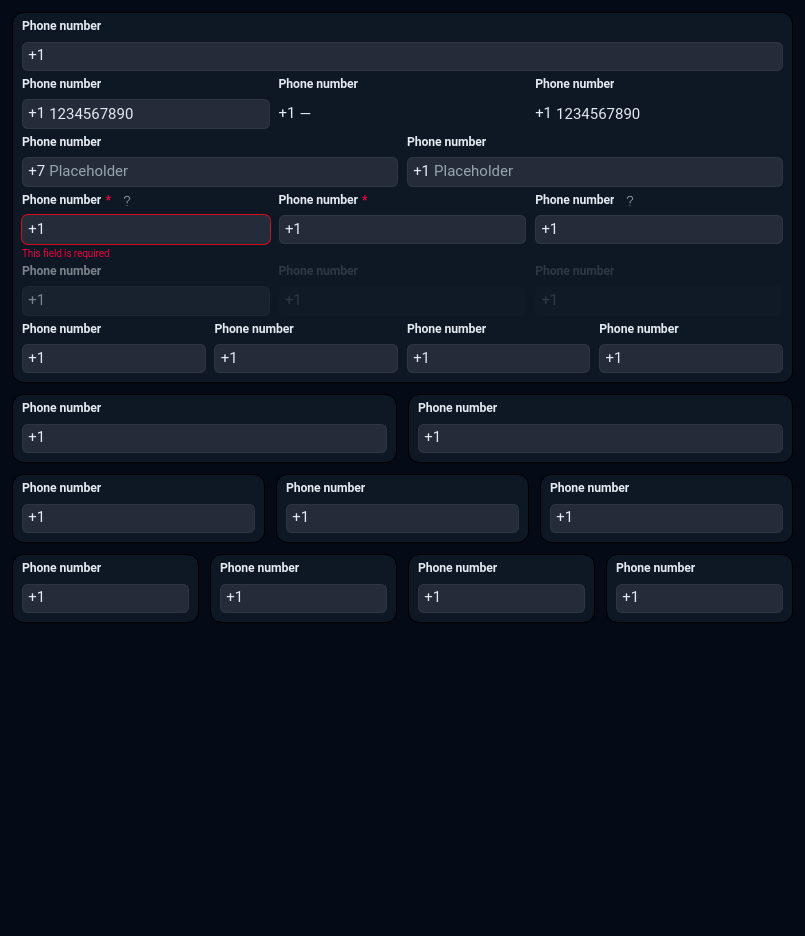 Phone number
+1
Phone number Phone number Phone number
+1 1234567890 +1 — +1 1234567890
Phone number Phone number
+7 Placeholder +1 Placeholder
Phone number * ? Phone number * Phone number ?
+1 +1 +1
This field is required
Phone number Phone number Phone number
+1 +1 +1
Phone number Phone number Phone number Phone number
+1 +1 +1 +1
Phone number Phone number
+1 +1
Phone number Phone number Phone number
+1 +1 +1
Phone number Phone number Phone number Phone number
+1 +1 +1 +1